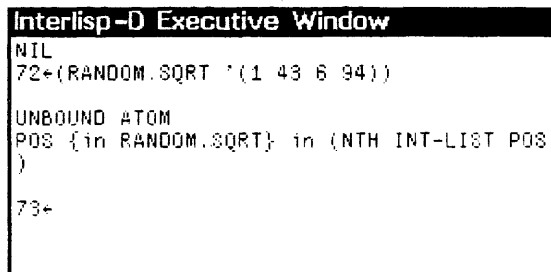 Interlisp-D Executive Window
NIL
72←(RANDOM.SQRT '(1 43 6 94))
UNBOUND ATOM
POS {in RANDOM.SQRT} in (NTH INT-LIST POS
)
73←